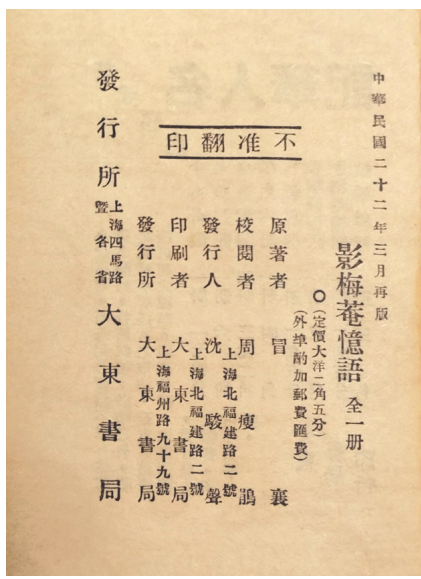 中華民國二十二年三月再版
影梅菴憶語 全一册
○(定價大洋二角五分)
(外埠酌加郵費匯費)
不准翻印
原著者 冒襄
校閱者 周瘦鵑
上海北福建路二號
發行人 沈駿聲
上海北福建路二號
印刷者 大東書局
上海福州路九十九號
發行所 大東書局
發行所 上海四馬路暨各省 大東書局